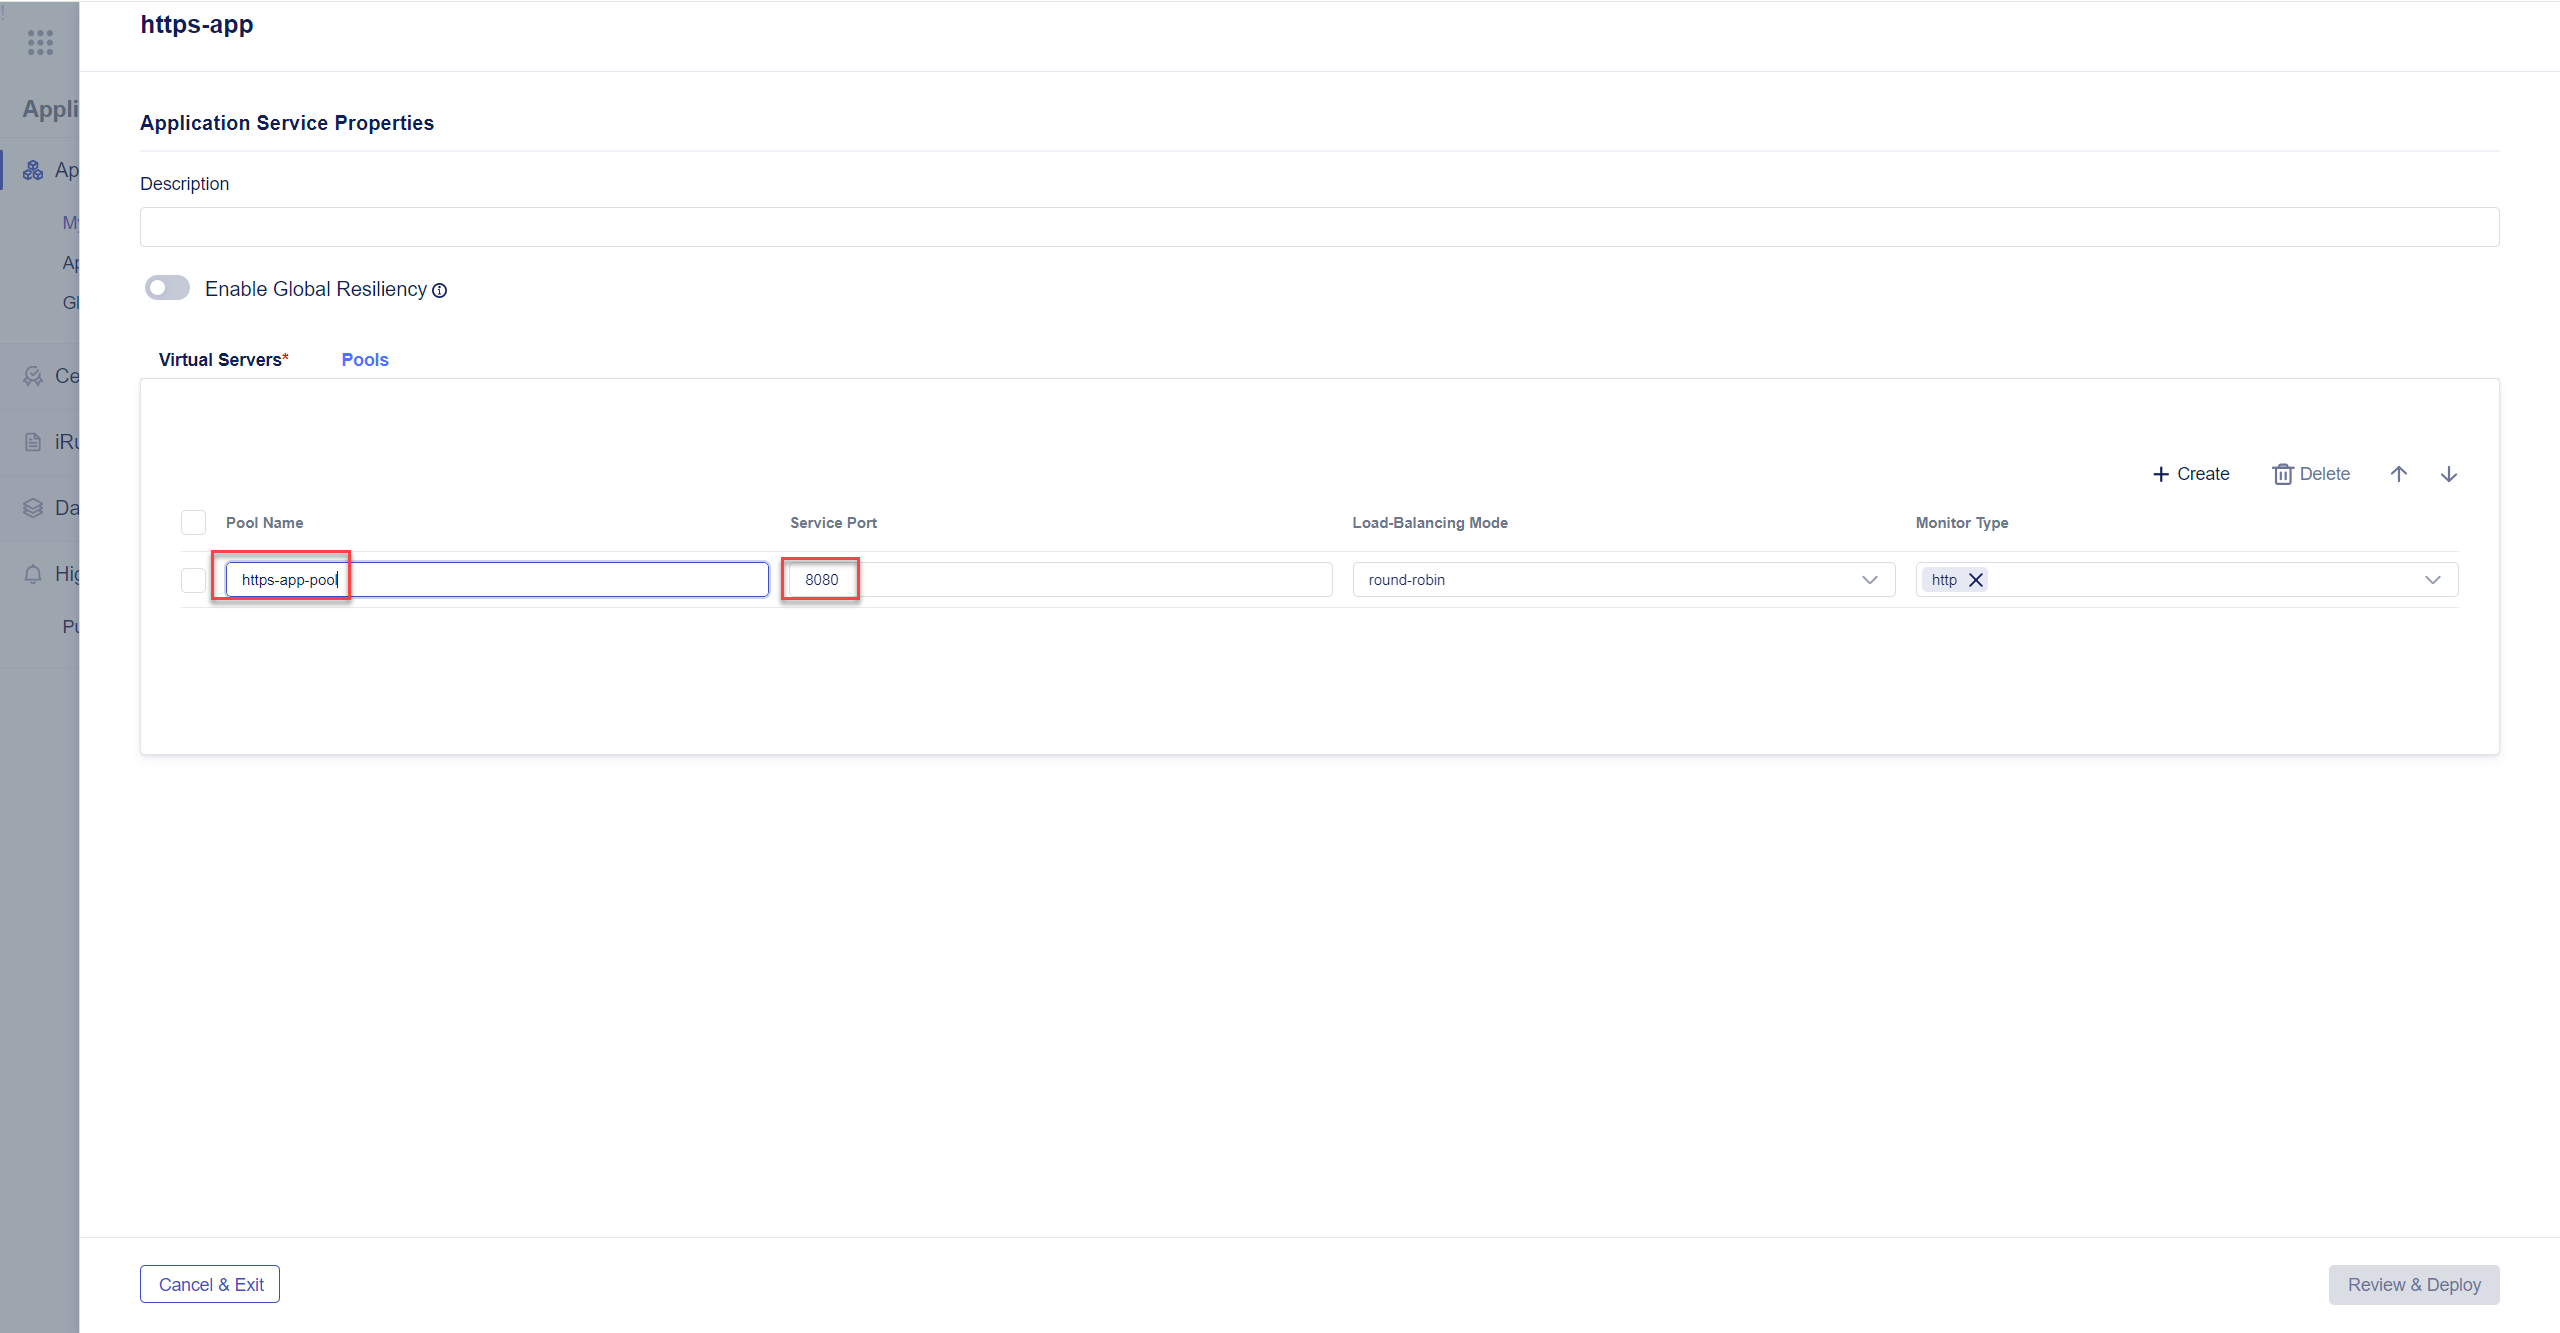 https-app
Appli
Application Service Properties
Ap
Description
My
Ap
Enable Global Resiliency
Gl
Virtual Servers* Pools
Ce
iRu
Create Delete
Da
Pool Name Service Port Load-Balancing Mode Monitor Type
Hig
https-app-pool 8080 round-robin http
Pu
Cancel & Exit Review & Deploy